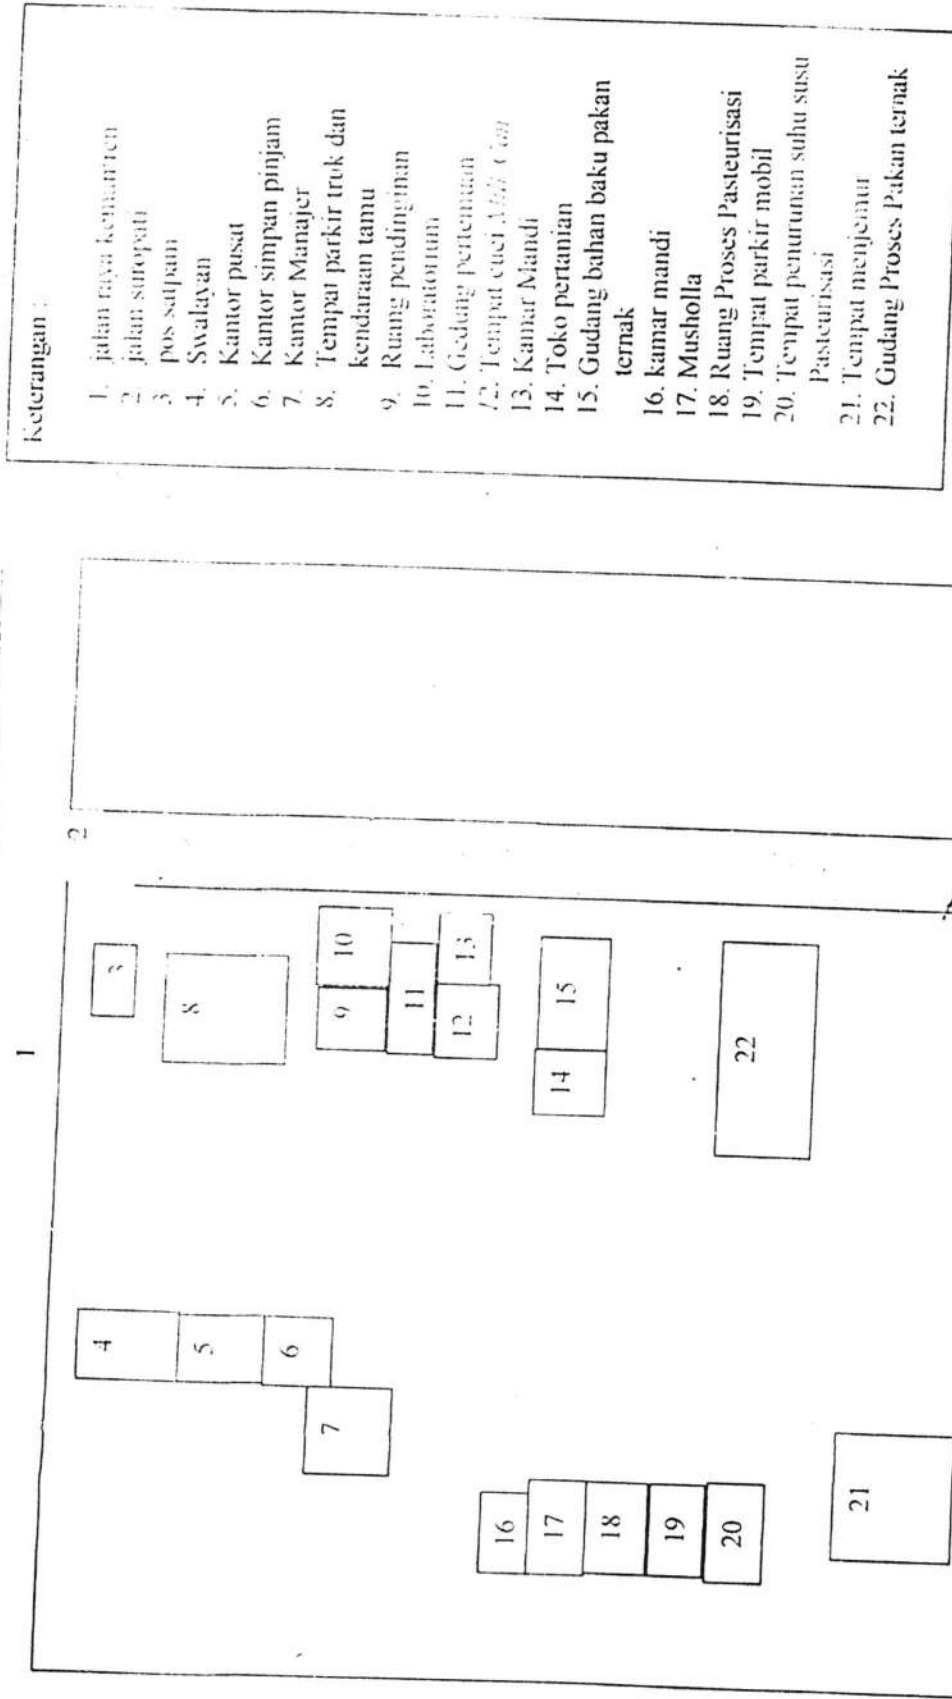 Keterangan :
1. jalan raya kemantren
2. jalan suropati
3. pos satpam
4. Swalayan
5. Kantor pusat
6. Kantor simpan pinjam
7. Kantor Manajer
8. Tempat parkir truk dan
kendaraan tamu
9. Ruang pendinginan
10. Laboratorium
11. Gedung pertemuan
12. Tempat cuci Milk Can
13. Kamar Mandi
14. Toko pertanian
15. Gudang bahan baku pakan
ternak
16. kamar mandi
17. Musholla
18. Ruang Proses Pasteurisasi
19. Tempat parkir mobil
20. Tempat penurunan suhu susu
Pasteurisasi
21. Tempat menjemur
22. Gudang Proses Pakan ternak
1
2
3
4
8
5
6
7
9
10
11
12
13
16
14
15
17
18
19
20
22
21